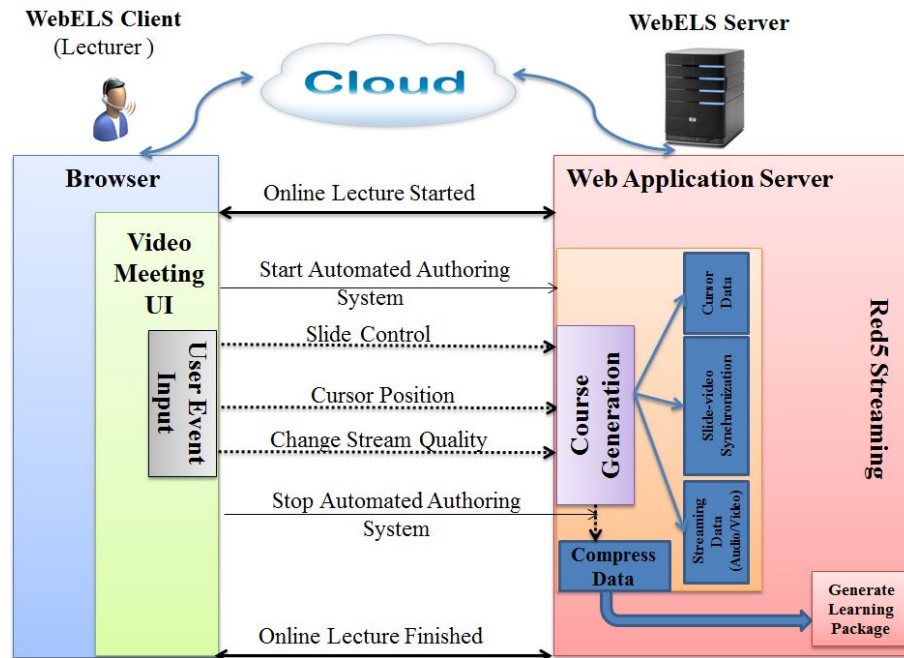 WebELS Client
(Lecturer )
WebELS Server
Cloud
Browser
Web Application Server
Online Lecture Started
Video
Meeting
UI
Start Automated Authoring
System
Slide Control
Cursor Position
Change Stream Quality
Stop Automated Authoring
System
Online Lecture Finished
User Event
Input
Course
Generation
Cursor
Data
Slide-video
Synchronization
Streaming
Data
(Audio/Video)
Compress
Data
Red5 Streaming
Generate
Learning
Package